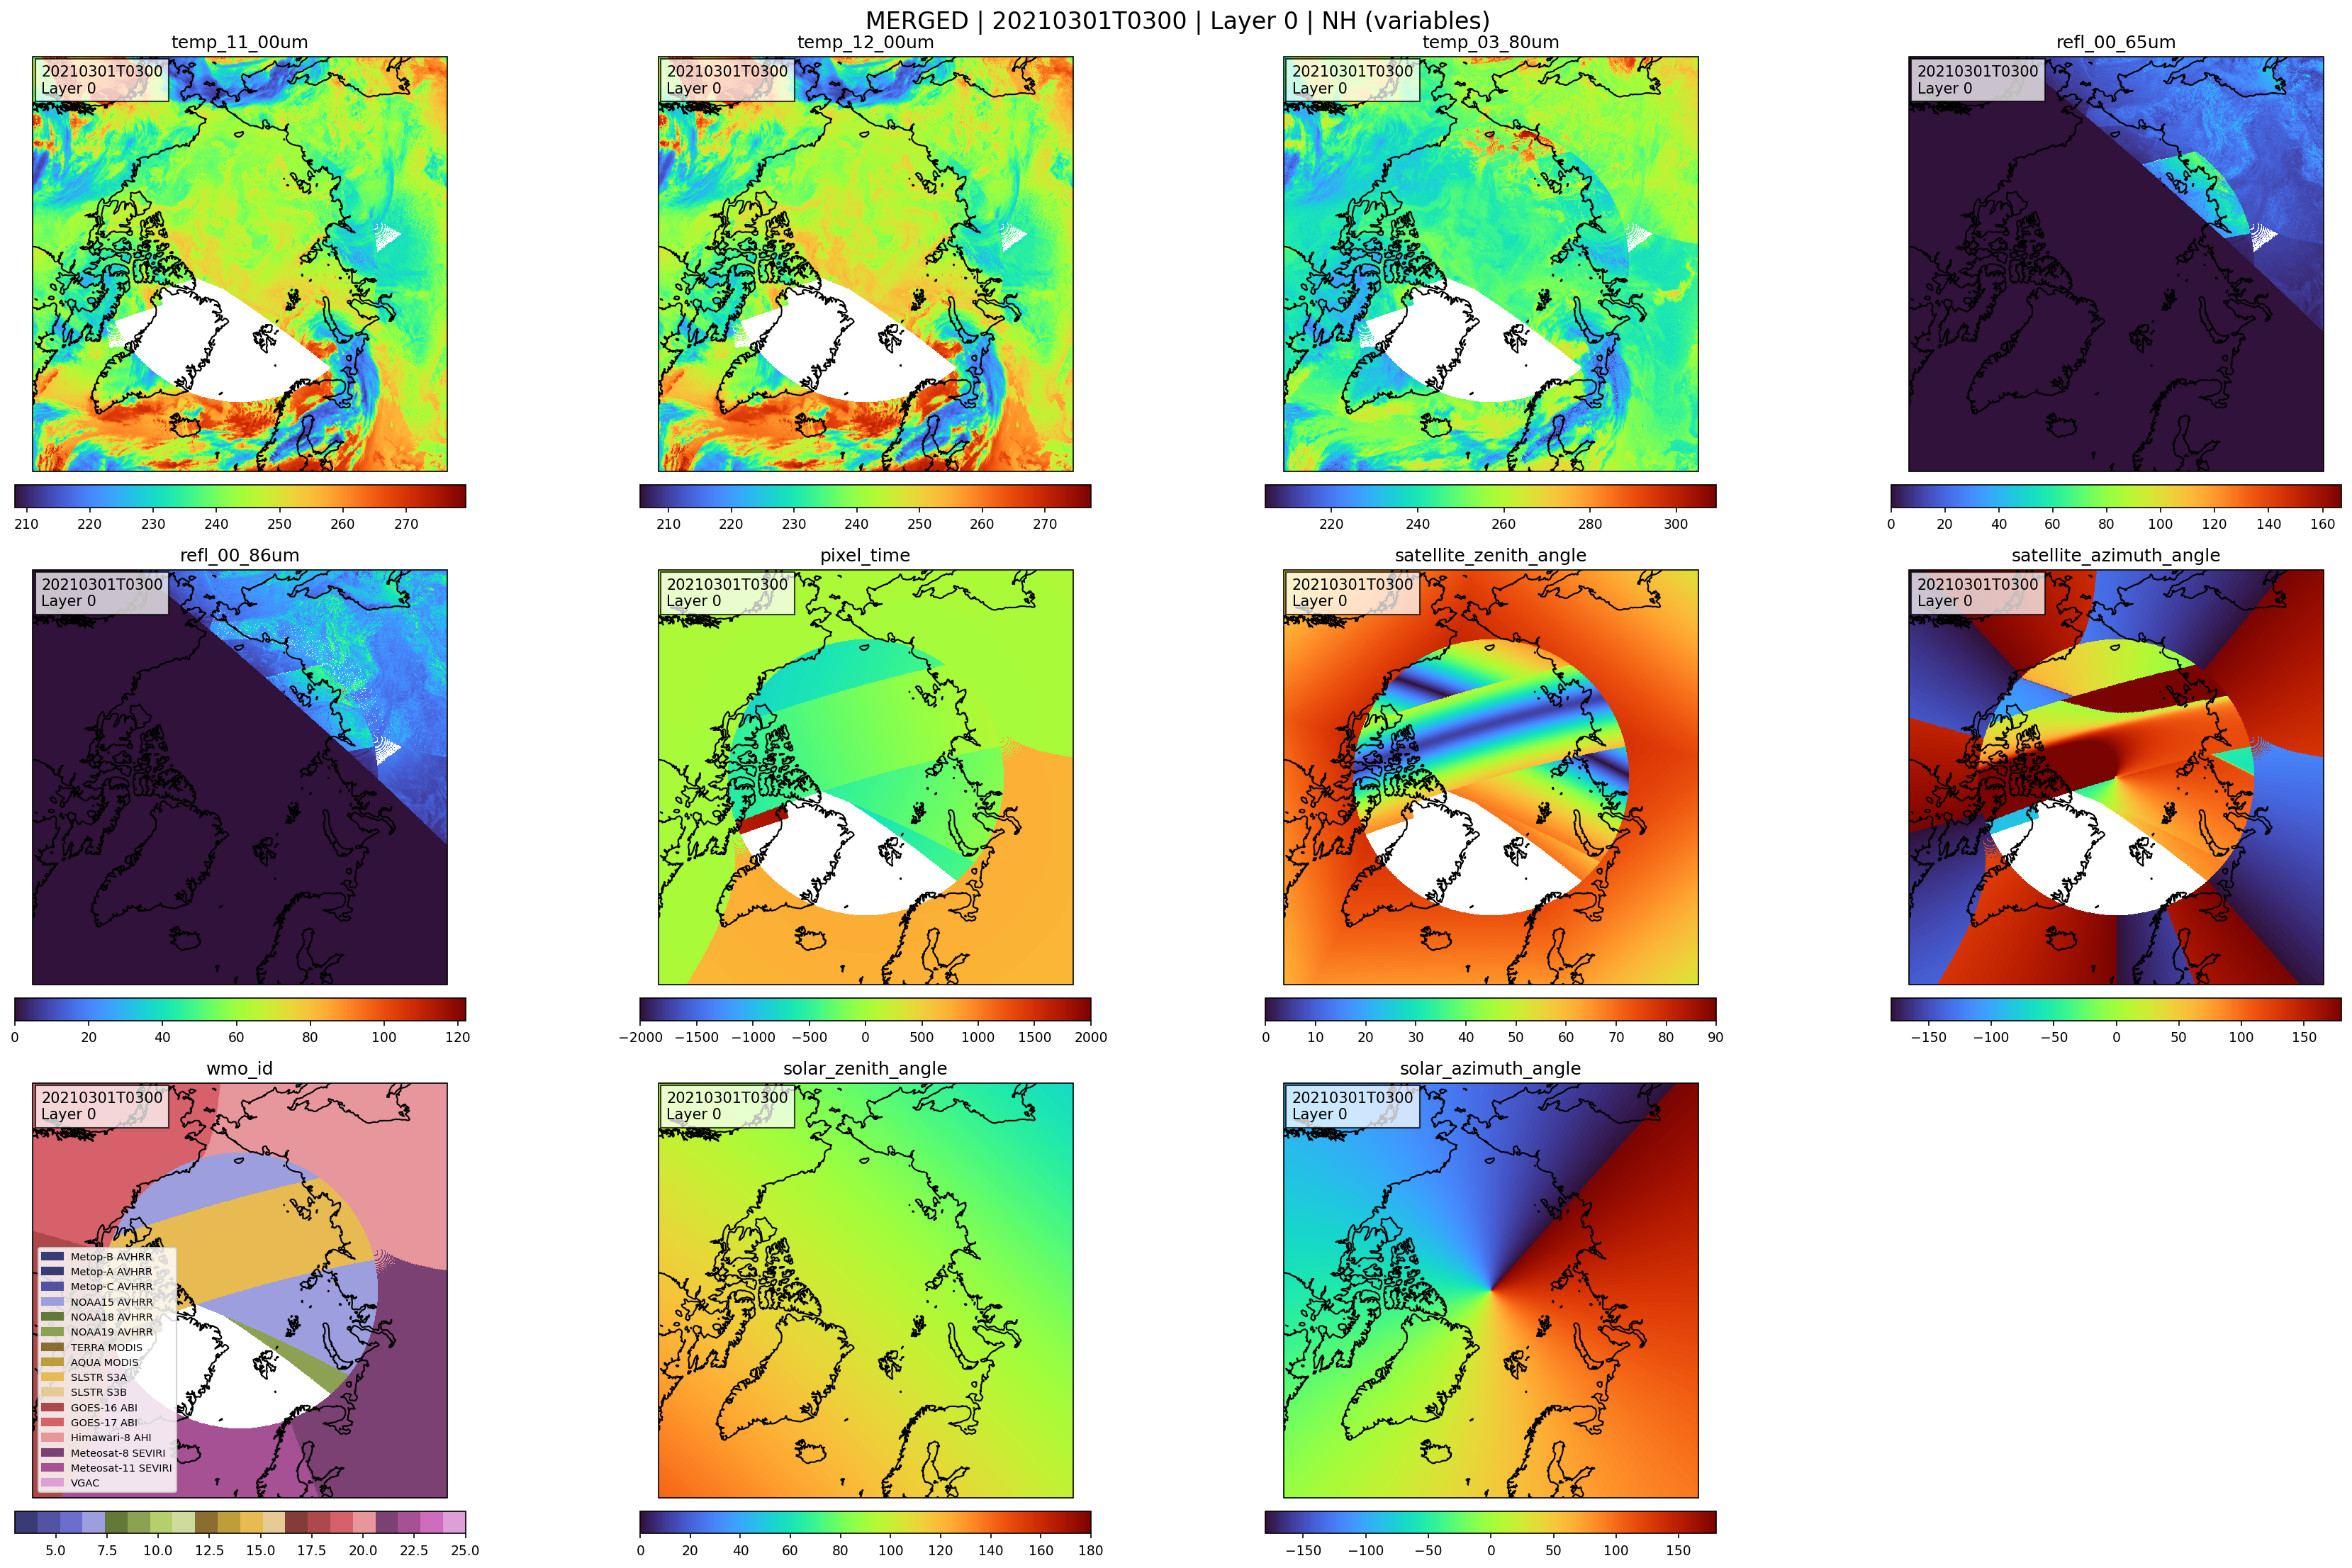 MERGED | 20210301T0300 | Layer 0 | NH (variables)
temp_11_00um
20210301T0300
Layer 0
210 220 230 240 250 260 270
temp_12_00um
20210301T0300
Layer 0
210 220 230 240 250 260 270
temp_03_80um
20210301T0300
Layer 0
220 240 260 280 300
refl_00_65um
20210301T0300
Layer 0
0 20 40 60 80 100 120 140 160
refl_00_86um
20210301T0300
Layer 0
0 20 40 60 80 100 120
pixel_time
20210301T0300
Layer 0
−2000 −1500 −1000 −500 0 500 1000 1500 2000
satellite_zenith_angle
20210301T0300
Layer 0
0 10 20 30 40 50 60 70 80 90
satellite_azimuth_angle
20210301T0300
Layer 0
−150 −100 −50 0 50 100 150
wmo_id
20210301T0300
Layer 0
Metop-B AVHRR
Metop-A AVHRR
Metop-C AVHRR
NOAA15 AVHRR
NOAA18 AVHRR
NOAA19 AVHRR
TERRA MODIS
AQUA MODIS
SLSTR S3A
SLSTR S3B
GOES-16 ABI
GOES-17 ABI
Himawari-8 AHI
Meteosat-8 SEVIRI
Meteosat-11 SEVIRI
VGAC
5.0 7.5 10.0 12.5 15.0 17.5 20.0 22.5 25.0
solar_zenith_angle
20210301T0300
Layer 0
0 20 40 60 80 100 120 140 160 180
solar_azimuth_angle
20210301T0300
Layer 0
−150 −100 −50 0 50 100 150